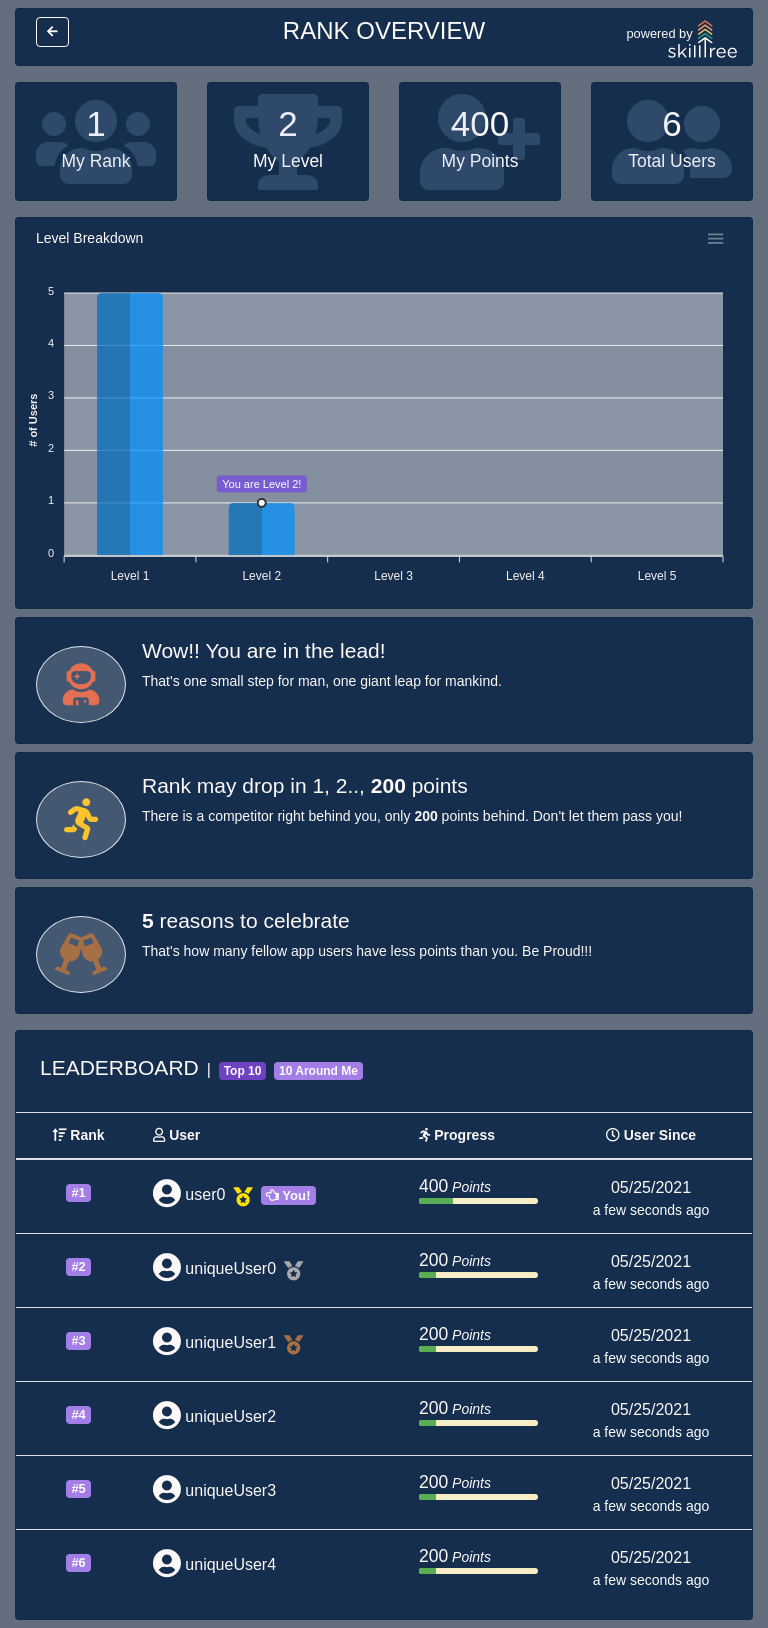 RANK OVERVIEW
powered by
skilltree
1
My Rank
2
My Level
400
My Points
6
Total Users
Level Breakdown
5
4
3
2
1
0
# of Users
You are Level 2!
Level 1
Level 2
Level 3
Level 4
Level 5
Wow!! You are in the lead!
That's one small step for man, one giant leap for mankind.
Rank may drop in 1, 2.., 200 points
There is a competitor right behind you, only 200 points behind. Don't let them pass you!
5 reasons to celebrate
That's how many fellow app users have less points than you. Be Proud!!!
LEADERBOARD | Top 10 10 Around Me
Rank User Progress User Since
#1 user0 You! 400 Points 05/25/2021
a few seconds ago
#2 uniqueUser0 200 Points 05/25/2021
a few seconds ago
#3 uniqueUser1 200 Points 05/25/2021
a few seconds ago
#4 uniqueUser2 200 Points 05/25/2021
a few seconds ago
#5 uniqueUser3 200 Points 05/25/2021
a few seconds ago
#6 uniqueUser4 200 Points 05/25/2021
a few seconds ago